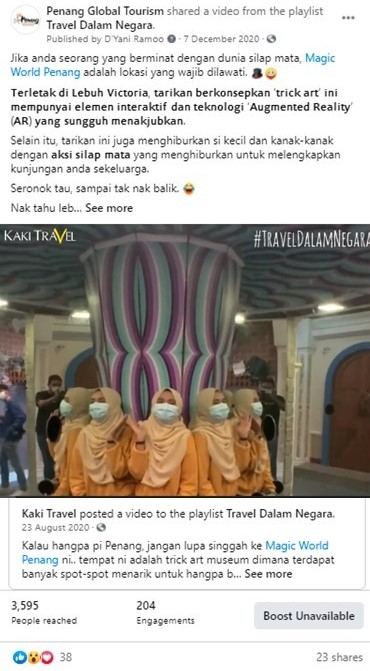 Penang Global Tourism shared a video from the playlist
Travel Dalam Negara.
Published by D'Yani Ramoo · 7 December 2020 ·
Jika anda seorang yang berminat dengan dunia silap mata, Magic
World Penang adalah lokasi yang wajib dilawati.
Terletak di Lebuh Victoria, tarikan berkonsepkan 'trick art' ini
mempunyai elemen interaktif dan teknologi 'Augmented Reality'
(AR) yang sungguh menakjubkan.
Selain itu, tarikan ini juga menghiburkan si kecil dan kanak-kanak
dengan aksi silap mata yang menghiburkan untuk melengkapkan
kunjungan anda sekeluarga.
Seronok tau, sampai tak nak balik.
Nak tahu leb... See more
KAKI TRAVEL
#TRAVELDALAMNEGARA
Kaki Travel posted a video to the playlist Travel Dalam Negara.
23 August 2020 ·
Kalau hangpa pi Penang, jangan lupa singgah ke Magic World
Penang ni.. tempat ni adalah trick art museum dimana terdapat
banyak spot-spot menarik untuk hangpa b... See more
3,595
People reached
204
Engagements
Boost Unavailable
38
23 shares